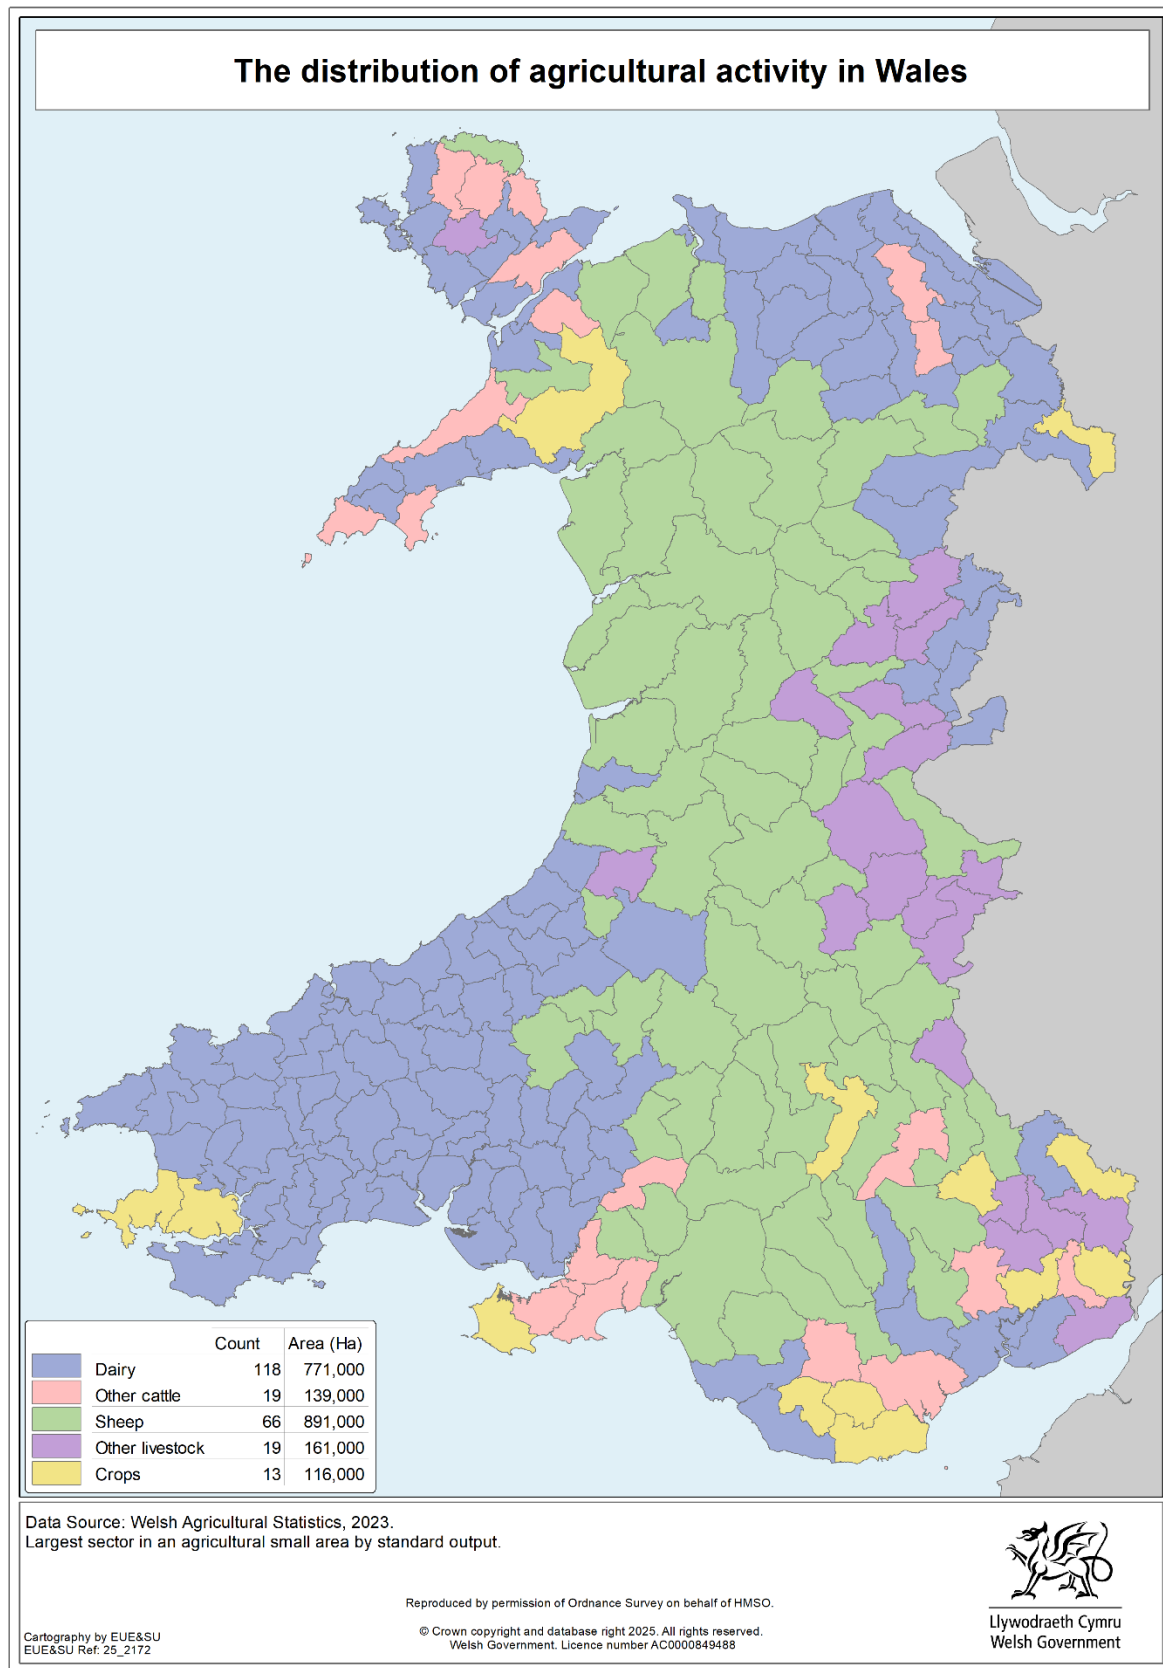 The distribution of agricultural activity in Wales
Count Area (Ha)
Dairy 118 771,000
Other cattle 19 139,000
Sheep 66 891,000
Other livestock 19 161,000
Crops 13 116,000
Data Source: Welsh Agricultural Statistics, 2023.
Largest sector in an agricultural small area by standard output.
Reproduced by permission of Ordnance Survey on behalf of HMSO.
© Crown copyright and database right 2025. All rights reserved.
Welsh Government. Licence number AC0000849488
Cartography by EUE&SU
EUE&SU Ref: 25_2172
Llywodraeth Cymru
Welsh Government